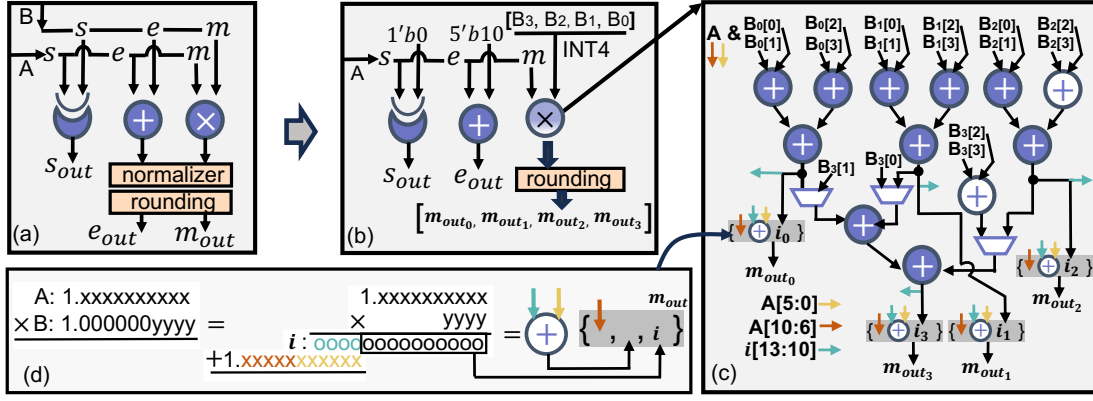 B
s e m
A
s e m
s_out
normalizer
rounding
e_out m_out
(a)
1'b0 5'b10 [B3, B2, B1, B0]
INT4
A
s e m
s_out
e_out
rounding
[m_out0, m_out1, m_out2, m_out3]
(b)
A &
B0[0] B0[2] B1[0] B1[2] B2[0] B2[2]
B0[1] B0[3] B1[1] B1[3] B2[1] B2[3]
B3[2]
B3[3]
B3[1] B3[0]
{ i0 }
m_out0
{ i2 }
m_out2
{ i3 }
m_out3
{ i1 }
m_out1
A[5:0]
A[10:6]
i[13:10]
(c)
A: 1.xxxxxxxxxx
×B: 1.000000yyyy
=
1.xxxxxxxxxx
× yyyy
i: oooooooooooooo
+1.xxxxxxxxxxx
=
{ , , i }
m_out
(d)